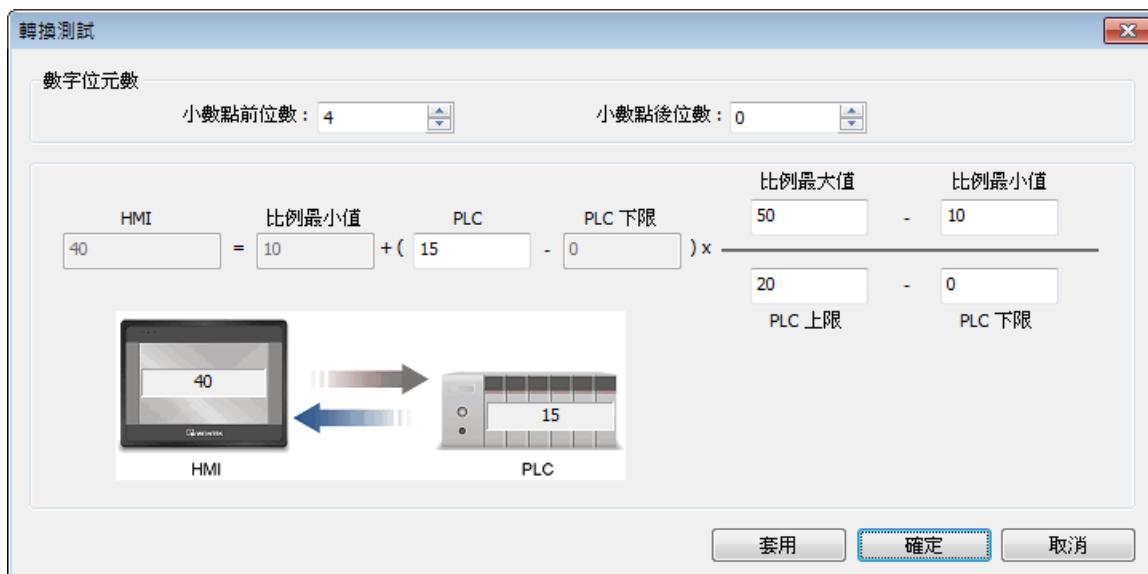 轉換測試
數字位元數
小數點前位數： 4 小數點後位數： 0
比例最大值 比例最小值
HMI 比例最小值 PLC PLC 下限 50 - 10
40 = 10 +( 15 - 0 ) x
20 - 0
PLC 上限 PLC 下限
40
15
WEINTEK
HMI PLC
套用 確定 取消